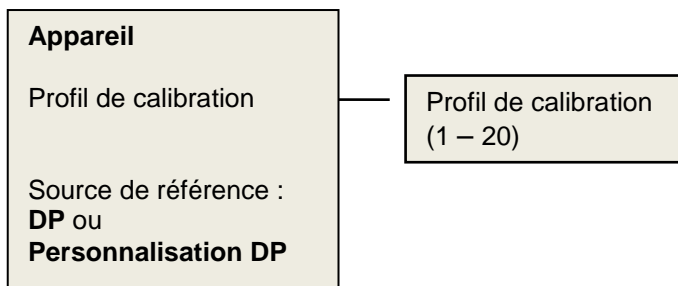 Appareil
Profil de calibration
Source de référence :
DP ou
Personnalisation DP
Profil de calibration
(1 – 20)